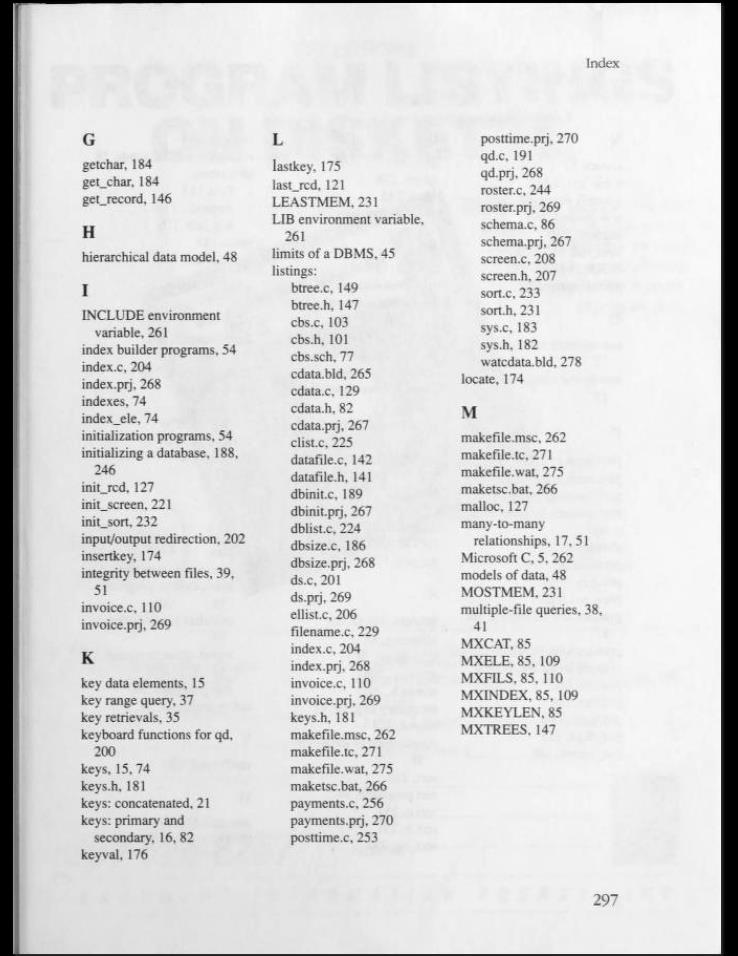 Index
G
getchar, 184
get_char, 184
get_record, 146
H
hierarchical data model, 48
I
INCLUDE environment
variable, 261
index builder programs, 54
index.c, 204
index.prj, 268
indexes, 74
index_ele, 74
initialization programs, 54
initializing a database, 188,
246
init_rcd, 127
init_screen, 221
init_sort, 232
input/output redirection, 202
insertkey, 174
integrity between files, 39,
51
invoice.c, 110
invoice.prj, 269
K
key data elements, 15
key range query, 37
key retrievals, 35
keyboard functions for qd,
200
keys, 15, 74
keys.h, 181
keys: concatenated, 21
keys: primary and
secondary, 16, 82
keyval, 176
L
lastkey, 175
last_rcd, 121
LEASTMEM, 231
LIB environment variable,
261
limits of a DBMS, 45
listings:
btree.c, 149
btree.h, 147
cbs.c, 103
cbs.h, 101
cbs.sch, 77
cdata.bld, 265
cdata.c, 129
cdata.h, 82
cdata.prj, 267
clist.c, 225
datafile.c, 142
datafile.h, 141
dbinit.c, 189
dbinit.prj, 267
dblist.c, 224
dbsize.c, 186
dbsize.prj, 268
ds.c, 201
ds.prj, 269
ellist.c, 206
filename.c, 229
index.c, 204
index.prj, 268
invoice.c, 110
invoice.prj, 269
keys.h, 181
makefile.msc, 262
makefile.tc, 271
makefile.wat, 275
maketsc.bat, 266
payments.c, 256
payments.prj, 270
posttime.c, 253
posttime.prj, 270
qd.c, 191
qd.prj, 268
roster.c, 244
roster.prj, 269
schema.c, 86
schema.prj, 267
screen.c, 208
screen.h, 207
sort.c, 233
sort.h, 231
sys.c, 183
sys.h, 182
watcdata.bld, 278
locate, 174
M
makefile.msc, 262
makefile.tc, 271
makefile.wat, 275
maketsc.bat, 266
malloc, 127
many-to-many
relationships, 17, 51
Microsoft C, 5, 262
models of data, 48
MOSTMEM, 231
multiple-file queries, 38,
41
MXCAT, 85
MXELE, 85, 109
MXFILS, 85, 110
MXINDEX, 85, 109
MXKEYLEN, 85
MXTREES, 147
297